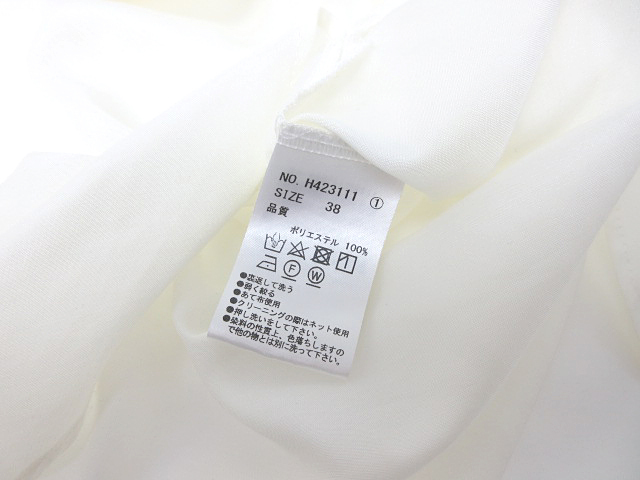 NO. H423111 ①
SIZE 38
品質
ポリエステル 100%
F W
●裏返して洗う
●弱く絞る
●あて布使用
●クリーニングの際はネット使用
●押し洗いをして下さい。
●染料の性質上、色落ちしますの
で他の物とは別に洗って下さい。